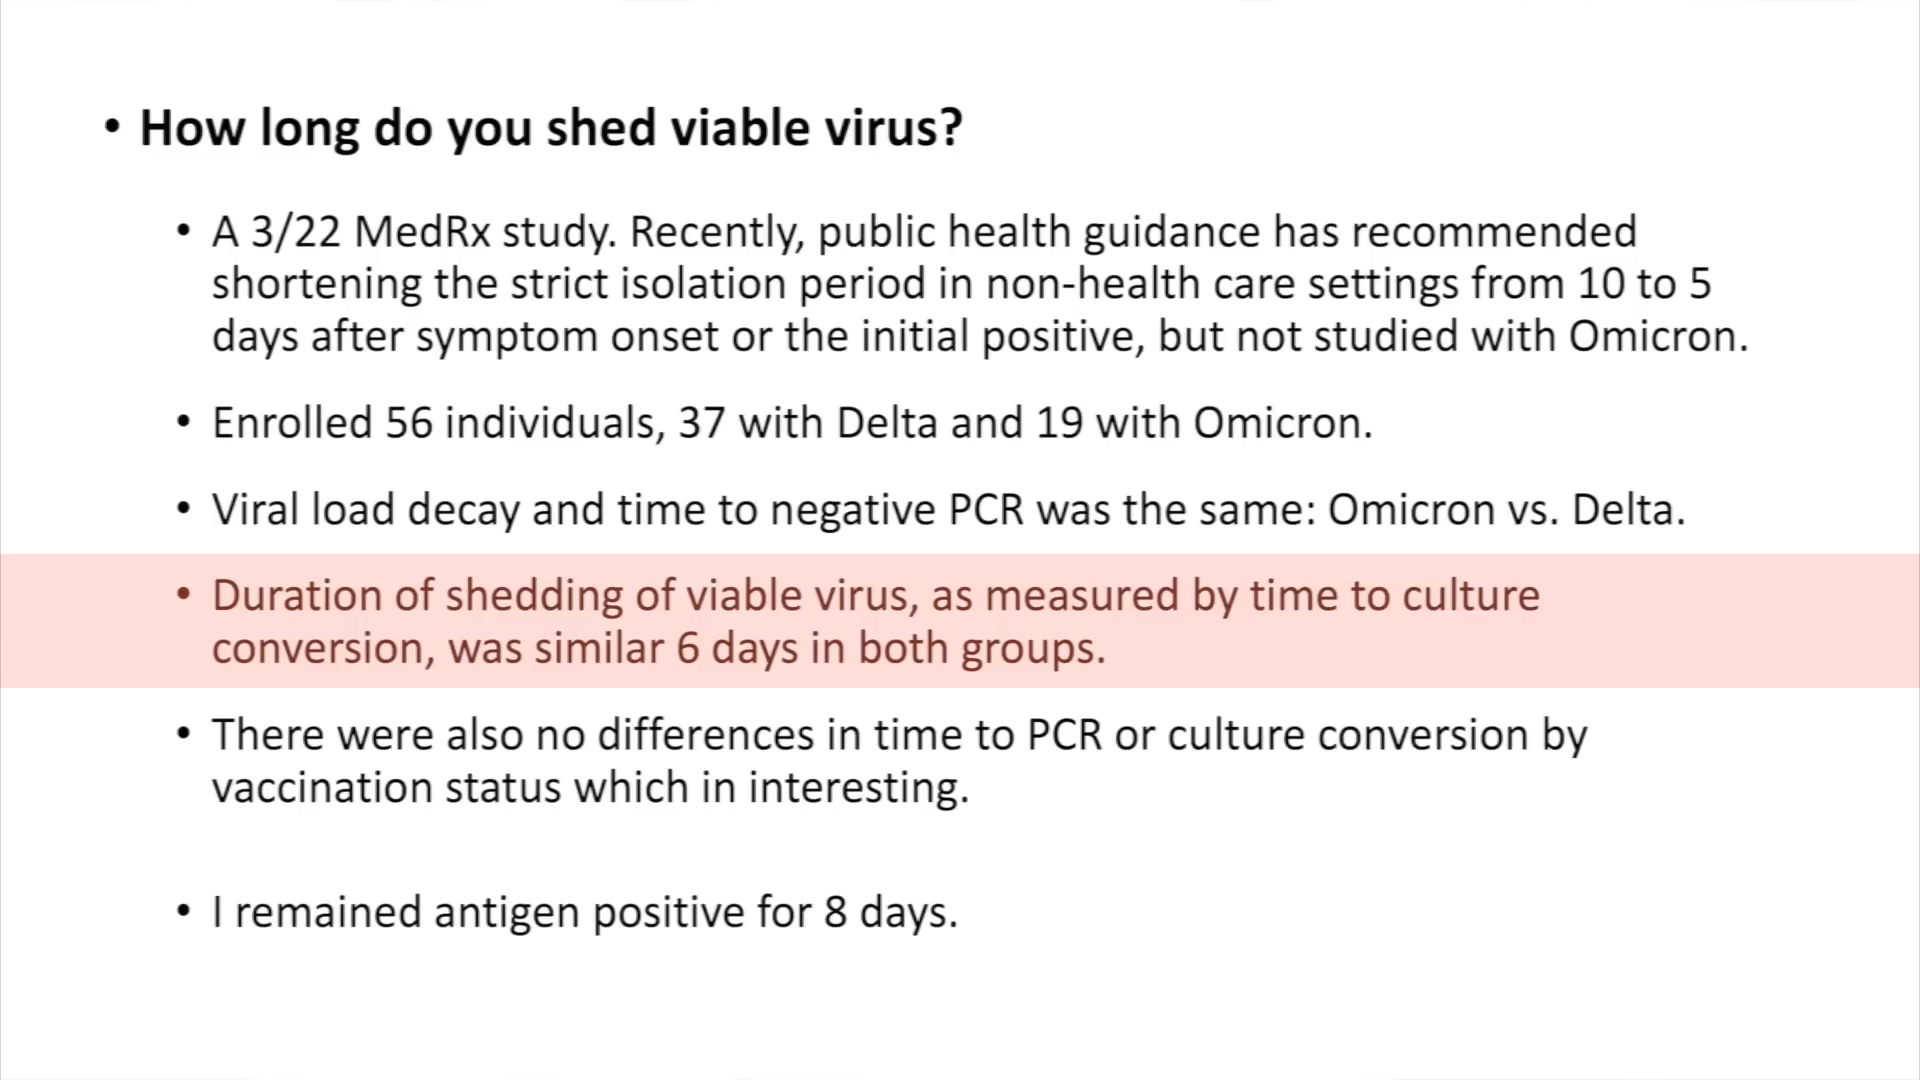 • How long do you shed viable virus?
• A 3/22 MedRx study. Recently, public health guidance has recommended
shortening the strict isolation period in non-health care settings from 10 to 5
days after symptom onset or the initial positive, but not studied with Omicron.
• Enrolled 56 individuals, 37 with Delta and 19 with Omicron.
• Viral load decay and time to negative PCR was the same: Omicron vs. Delta.
• Duration of shedding of viable virus, as measured by time to culture
conversion, was similar 6 days in both groups.
• There were also no differences in time to PCR or culture conversion by
vaccination status which in interesting.
• I remained antigen positive for 8 days.